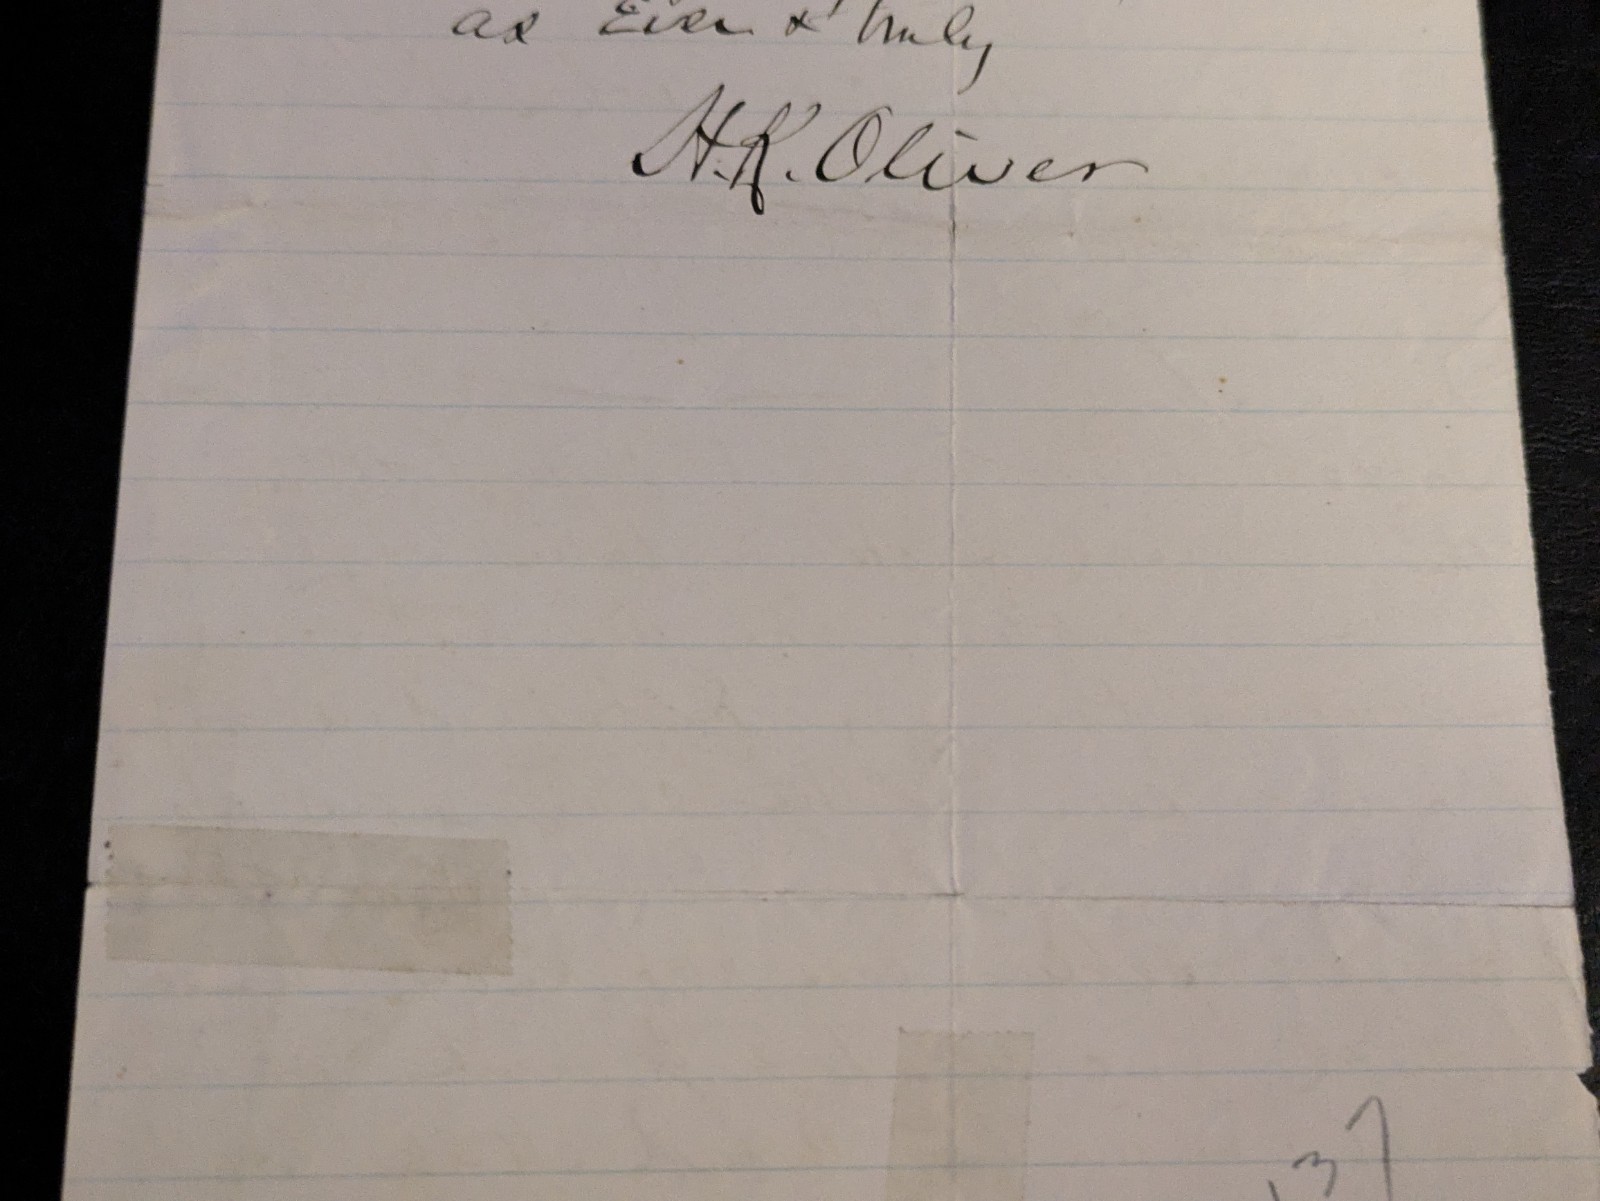 as Ever & truly
H.K. Oliver